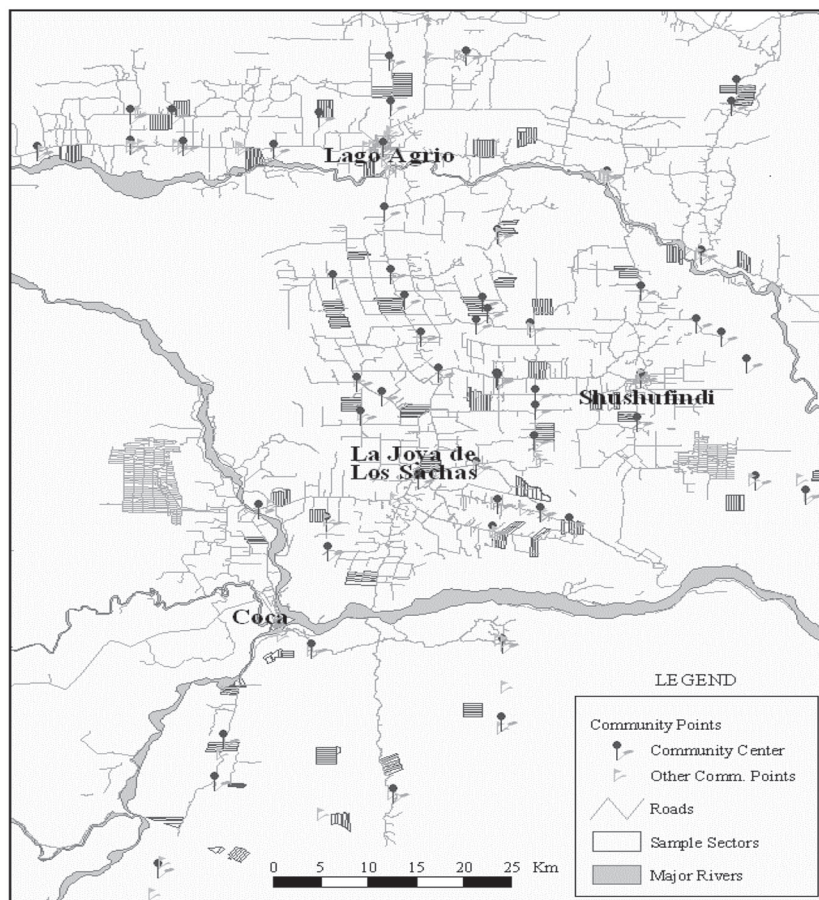 Lago Agrio
Shushufindi
La Joya de
Los Sachas
Coca
LEGEND
Community Points
Community Center
Other Comm. Points
Roads
Sample Sectors
Major Rivers
0 5 10 15 20 25 Km